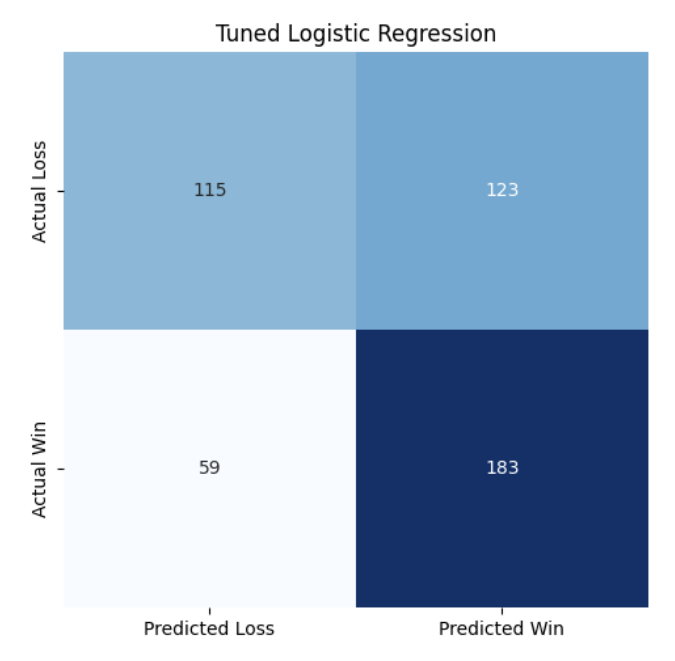 Tuned Logistic Regression
Actual Loss
115
123
Actual Win
59
183
Predicted Loss
Predicted Win